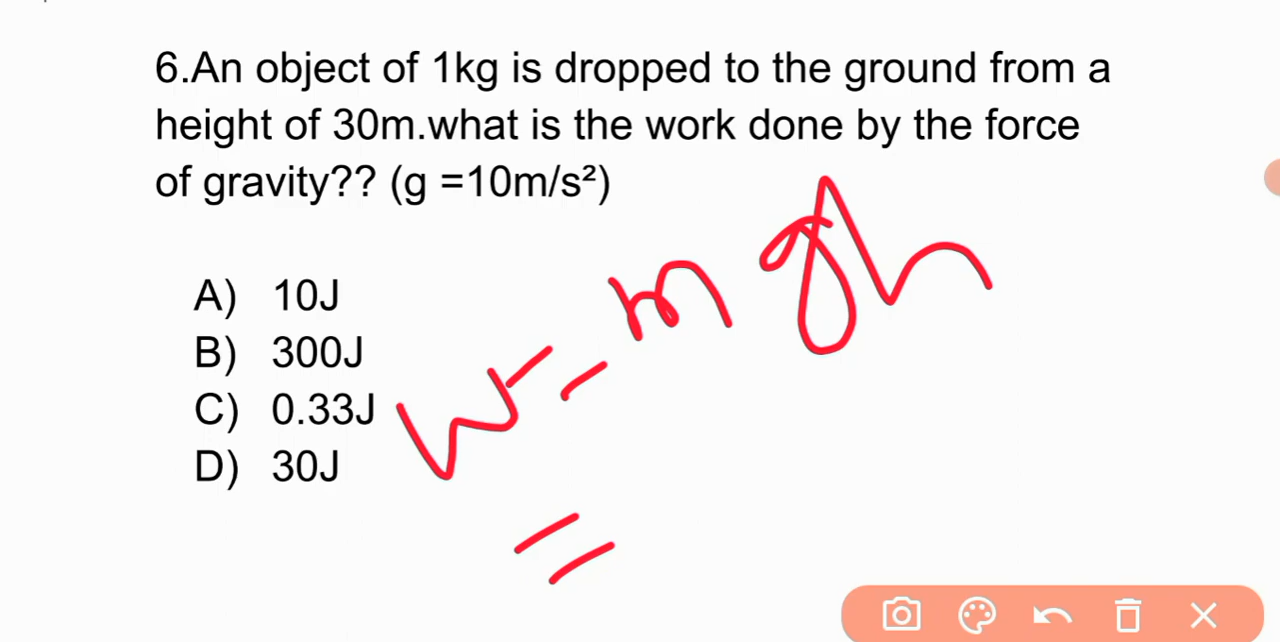 6.An object of 1kg is dropped to the ground from a
height of 30m.what is the work done by the force
of gravity?? (g =10m/s²)
A) 10J
B) 300J
C) 0.33J
D) 30J
W = mgh
=